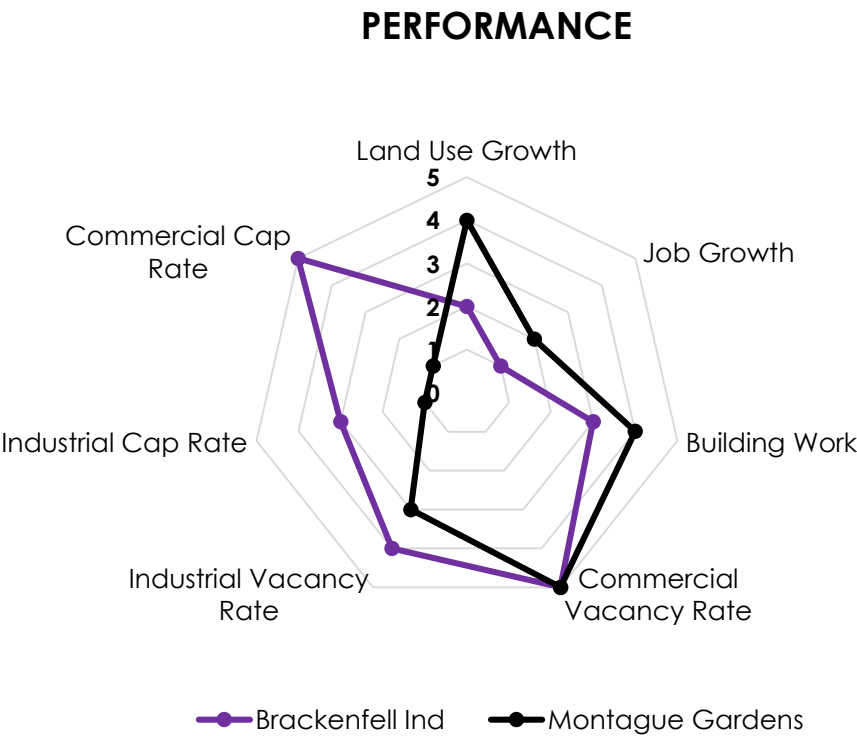 PERFORMANCE
Land Use Growth
5
4
3
2
1
0
Commercial Cap
Rate
Job Growth
Industrial Cap Rate
Building Work
Industrial Vacancy
Rate
Commercial
Vacancy Rate
Brackenfell Ind
Montague Gardens